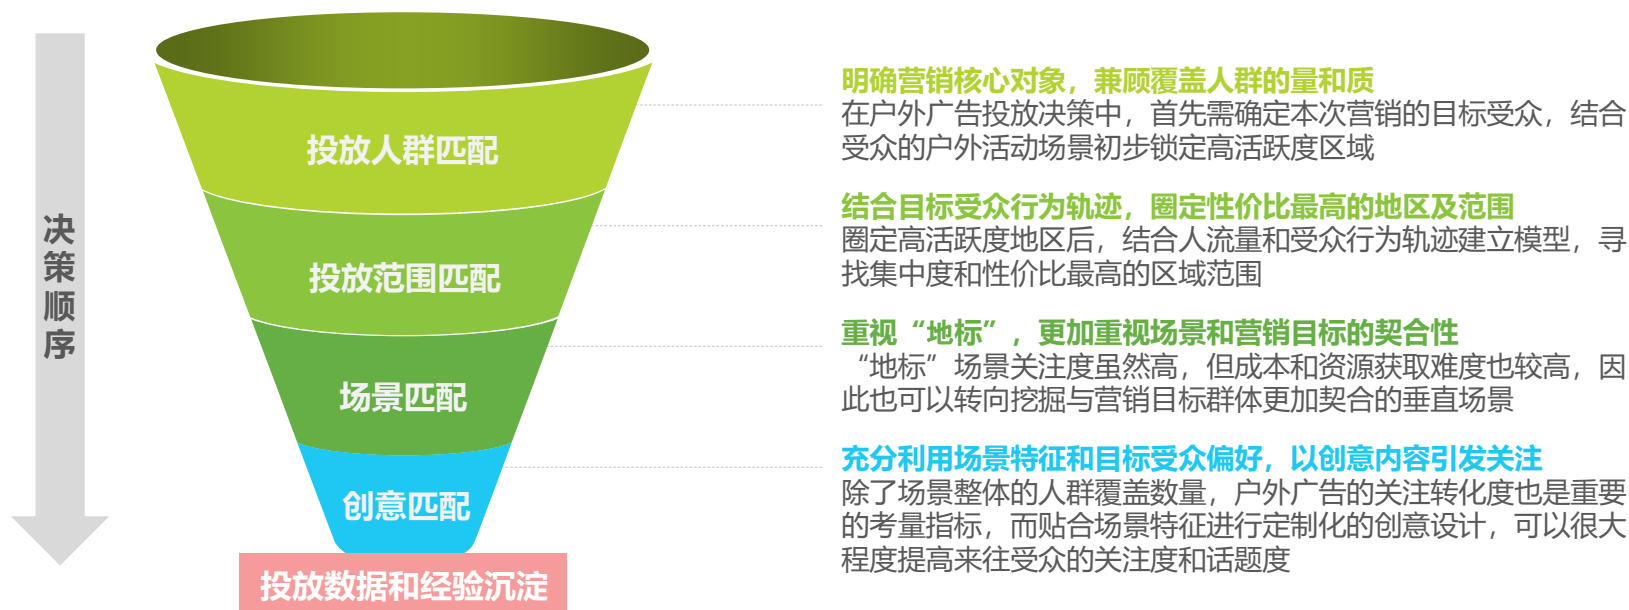 决策顺序
投放人群匹配
投放范围匹配
场景匹配
创意匹配
投放数据和经验沉淀
明确营销核心对象，兼顾覆盖人群的量和质
在户外广告投放决策中，首先需确定本次营销的目标受众，结合
受众的户外活动场景初步锁定高活跃度区域
结合目标受众行为轨迹，圈定性价比最高的地区及范围
圈定高活跃度地区后，结合人流量和受众行为轨迹建立模型，寻
找集中度和性价比最高的区域范围
重视“地标”，更加重视场景和营销目标的契合性
“地标”场景关注度虽然高，但成本和资源获取难度也较高，因
此也可以转向挖掘与营销目标群体更加契合的垂直场景
充分利用场景特征和目标受众偏好，以创意内容引发关注
除了场景整体的人群覆盖数量，户外广告的关注转化度也是重要
的考量指标，而贴合场景特征进行定制化的创意设计，可以很大
程度提高来往受众的关注度和话题度